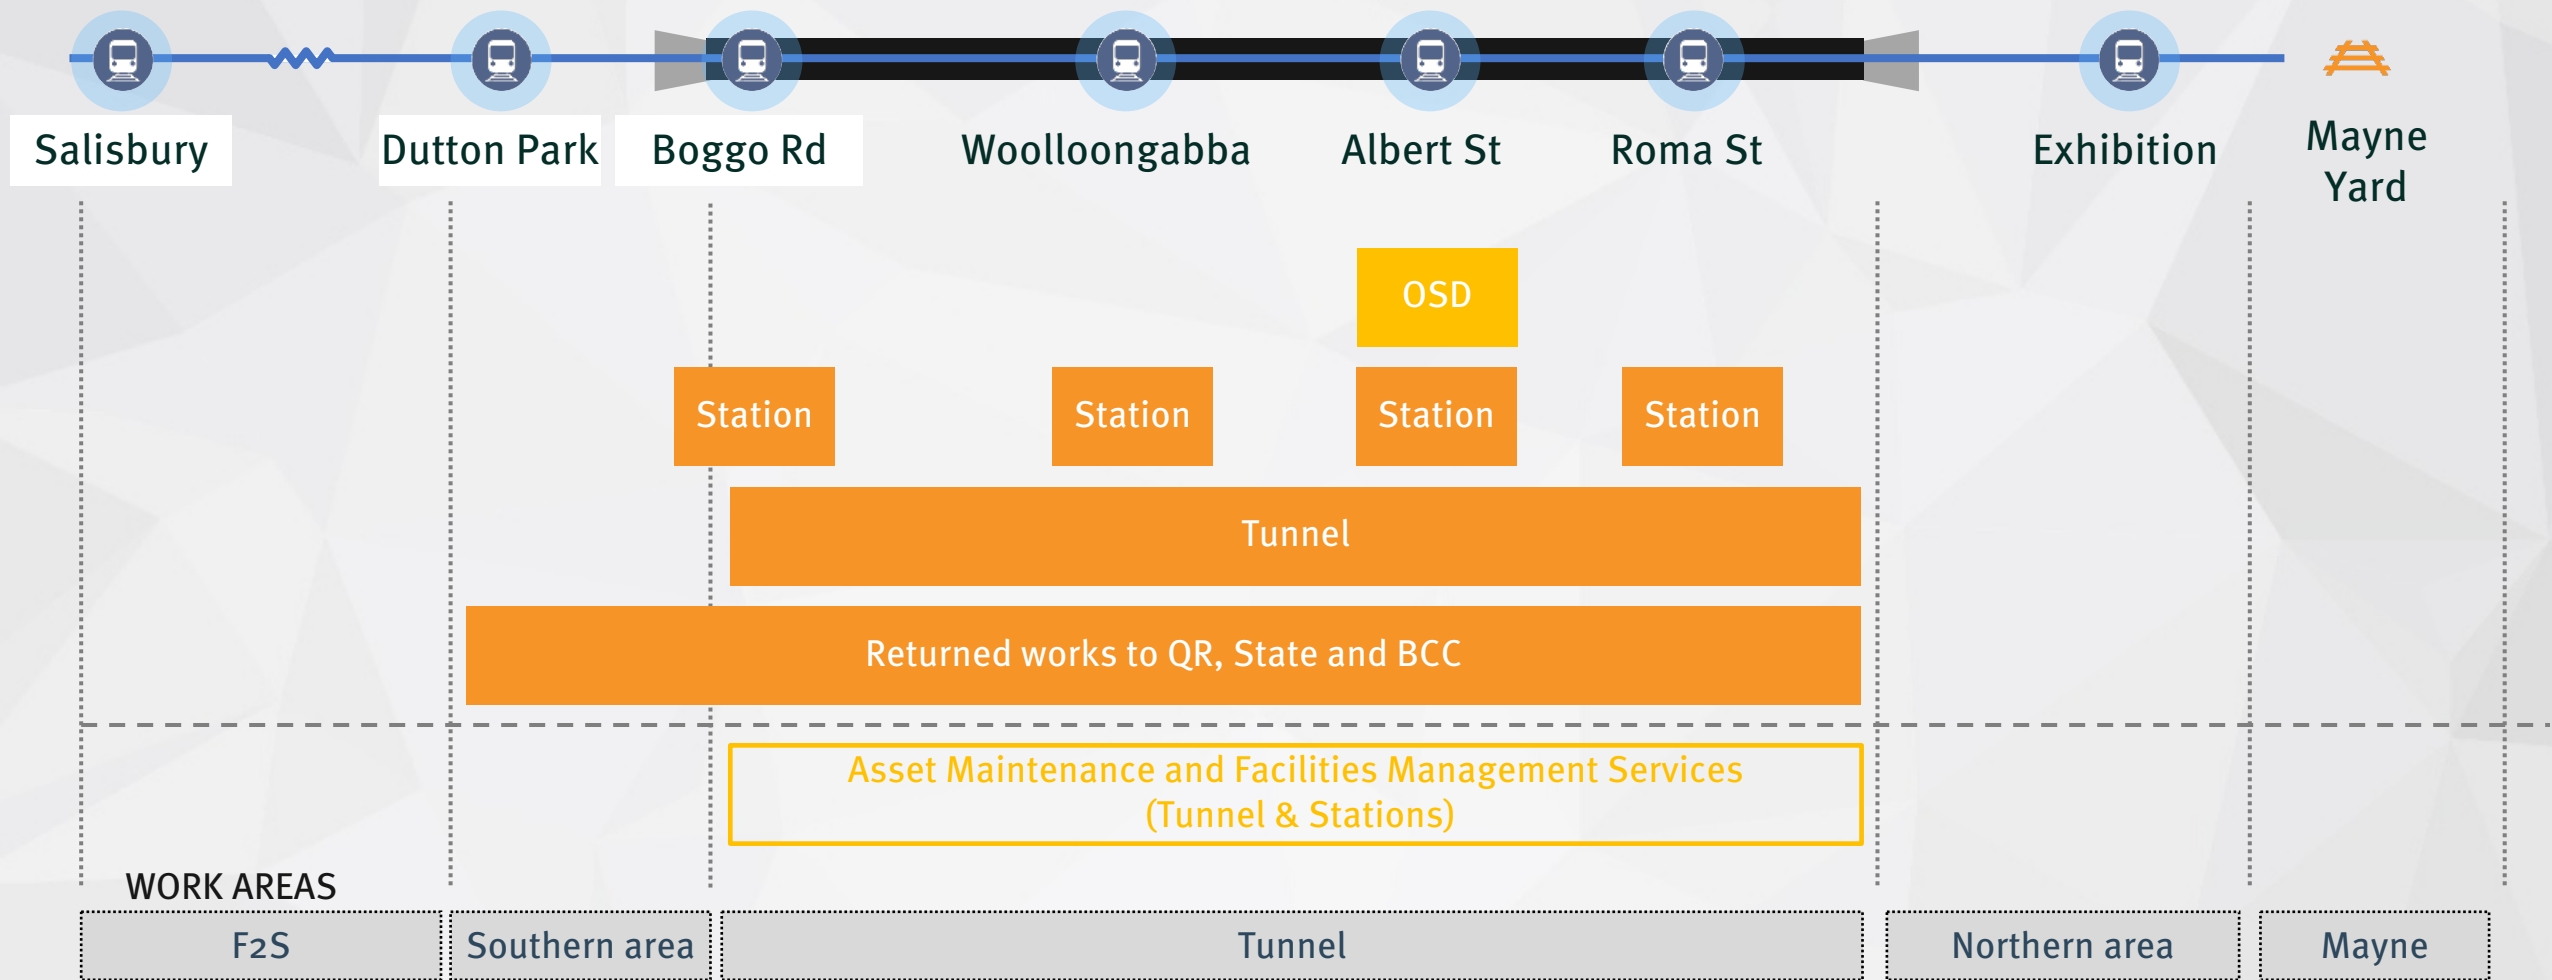 Salisbury
Dutton Park
Boggo Rd
Woolloongabba
Albert St
Roma St
Exhibition
Mayne
Yard
OSD
Station
Station
Station
Station
Tunnel
Returned works to QR, State and BCC
Asset Maintenance and Facilities Management Services
(Tunnel & Stations)
WORK AREAS
F2S
Southern area
Tunnel
Northern area
Mayne